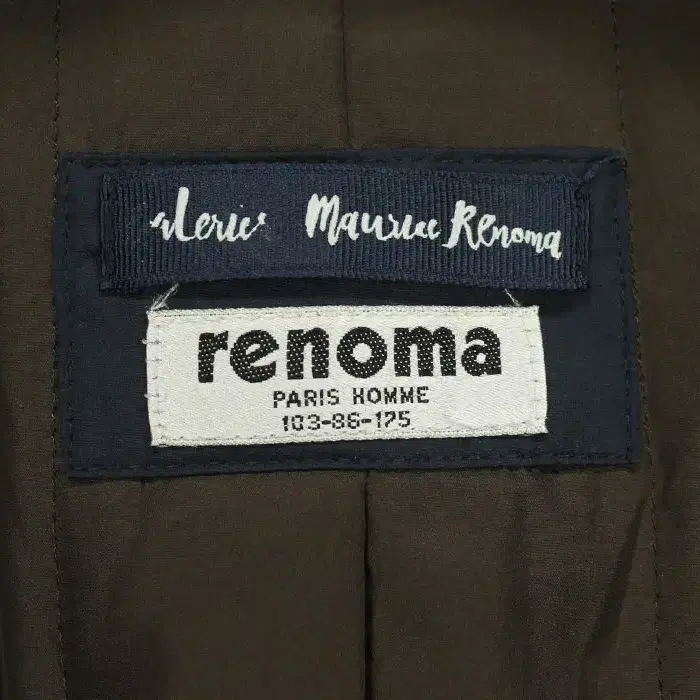 Maurice Renoma
renoma
PARIS HOMME
103-86-175